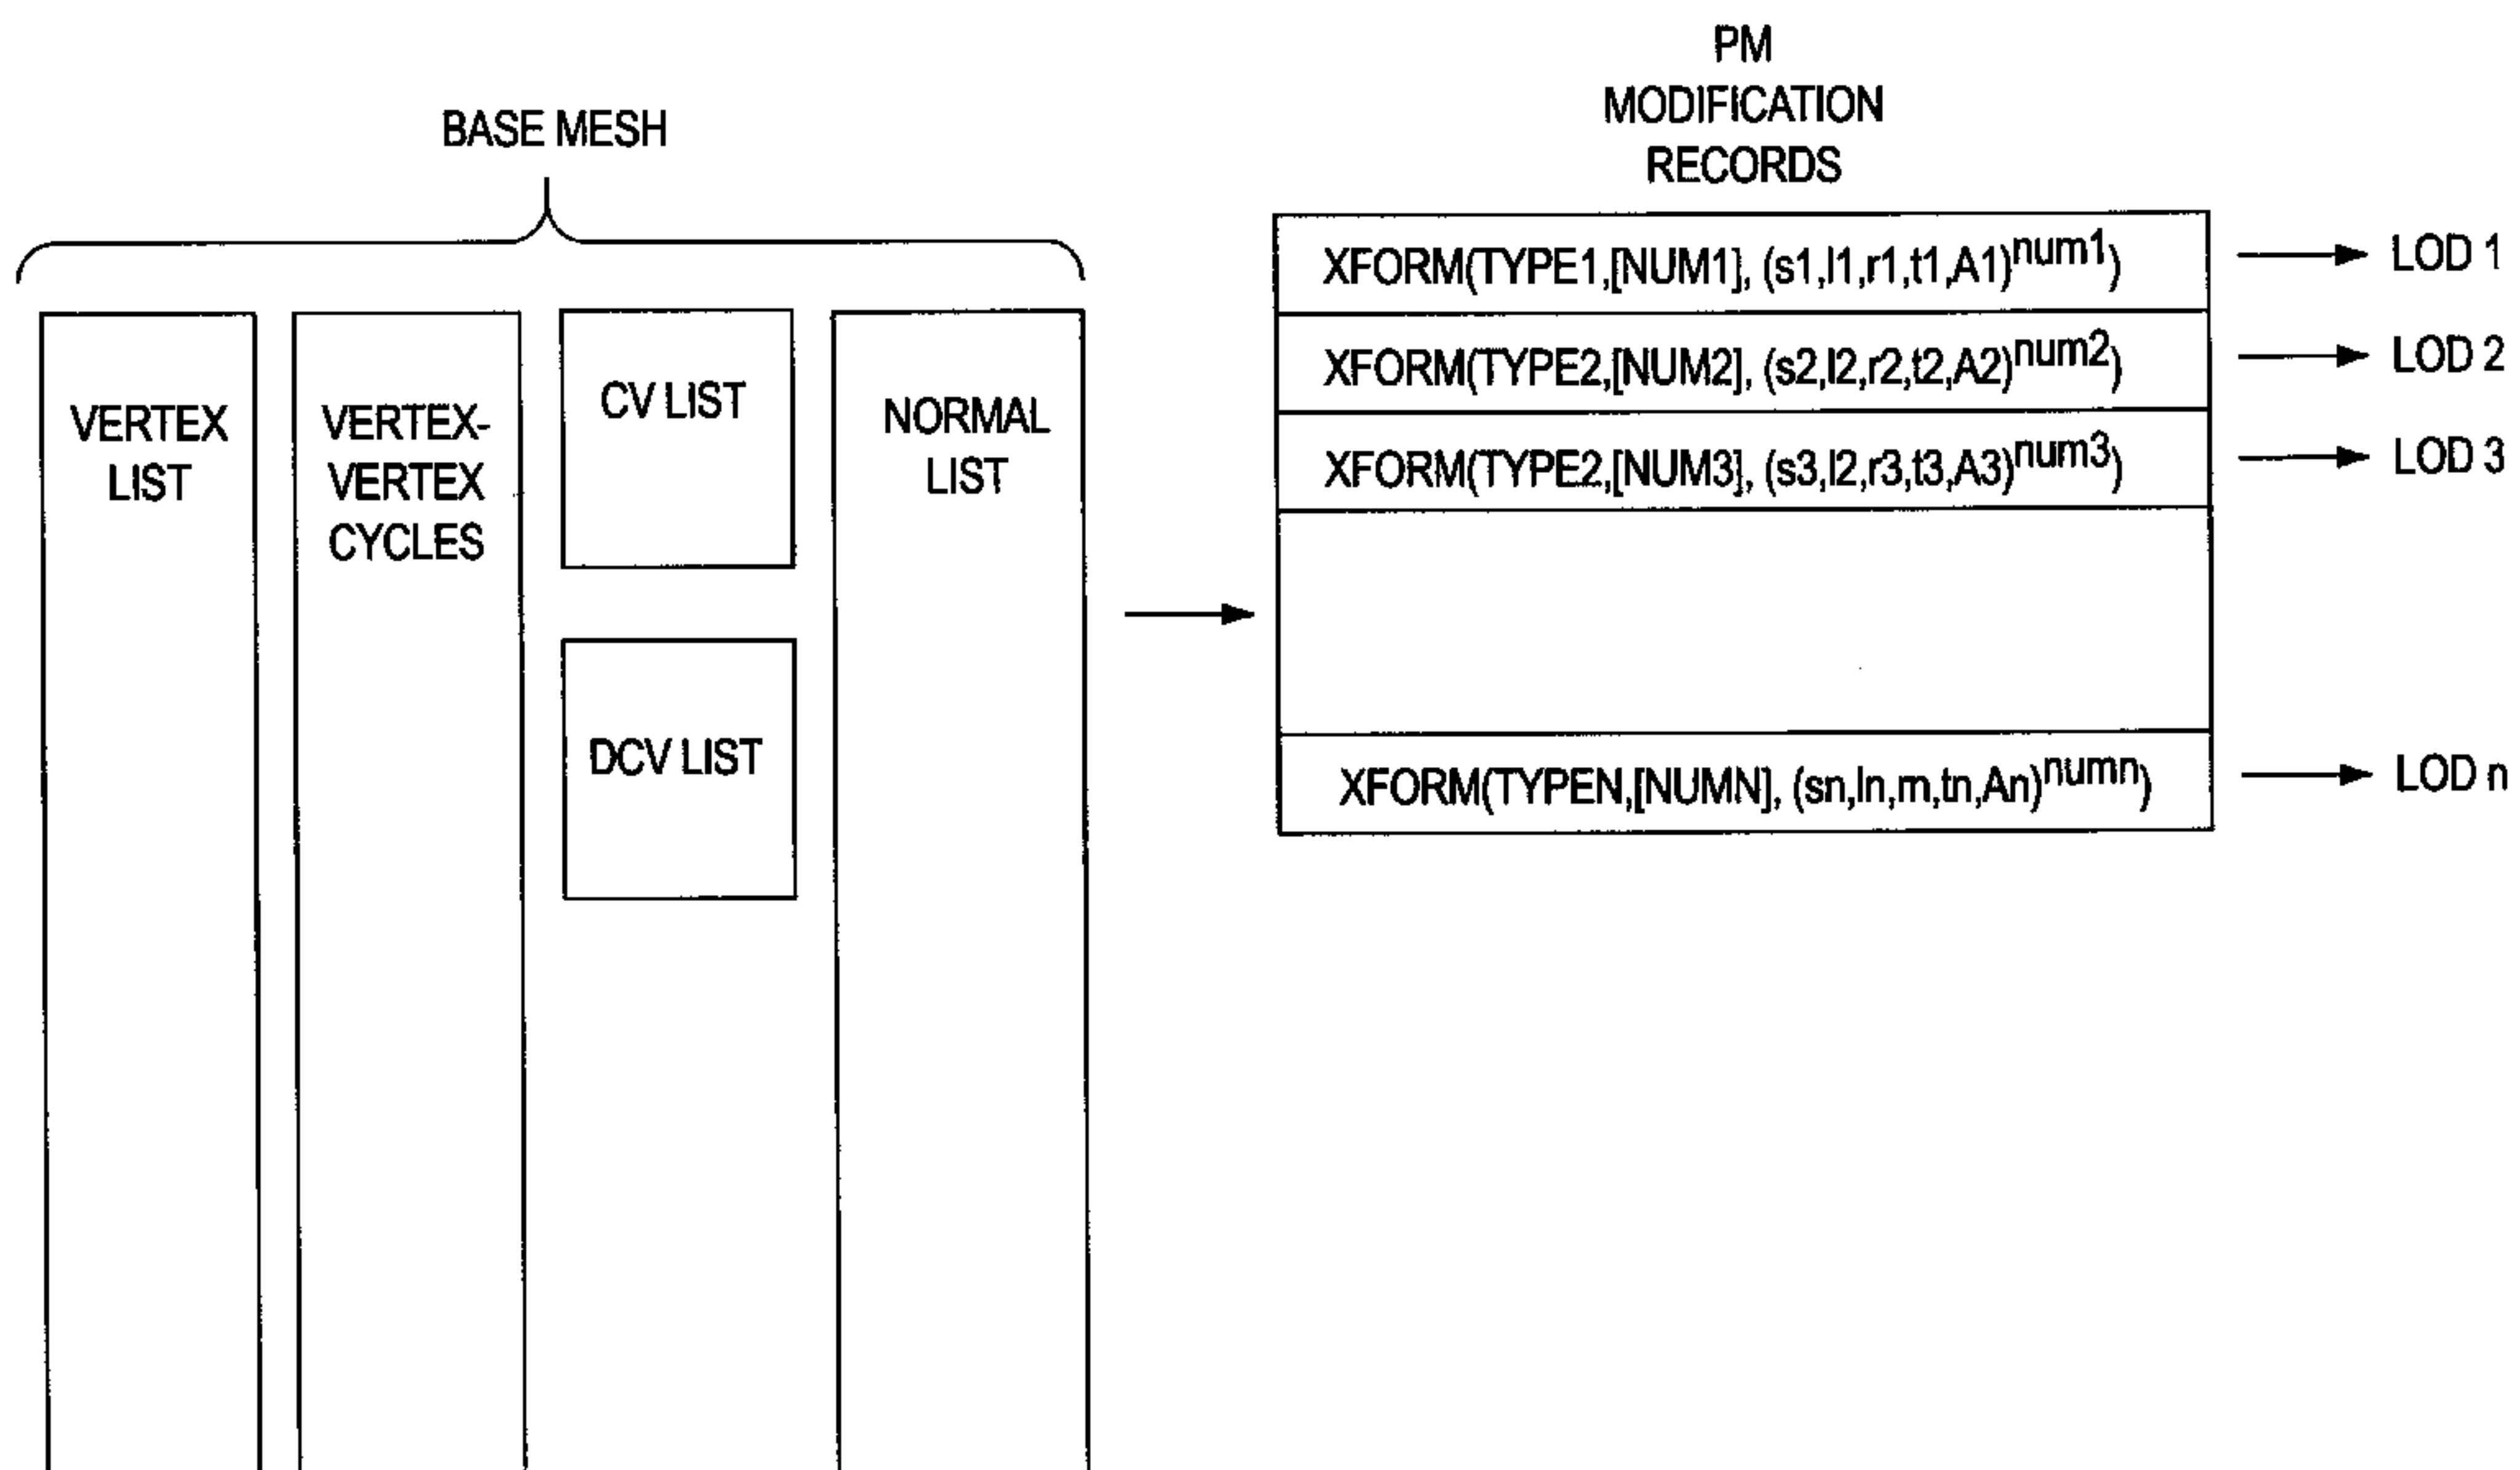 BASE MESH
VERTEX
LIST
VERTEX-
VERTEX
CYCLES
CV LIST
DCV LIST
NORMAL
LIST
PM
MODIFICATION
RECORDS
XFORM(TYPE1,[NUM1], (s1,l1,r1,t1,A1)num1)
LOD 1
XFORM(TYPE2,[NUM2], (s2,l2,r2,t2,A2)num2)
LOD 2
XFORM(TYPE2,[NUM3], (s3,l2,r3,t3,A3)num3)
LOD 3
XFORM(TYPEN,[NUMN], (sn,ln,rn,tn,An)numn)
LOD n